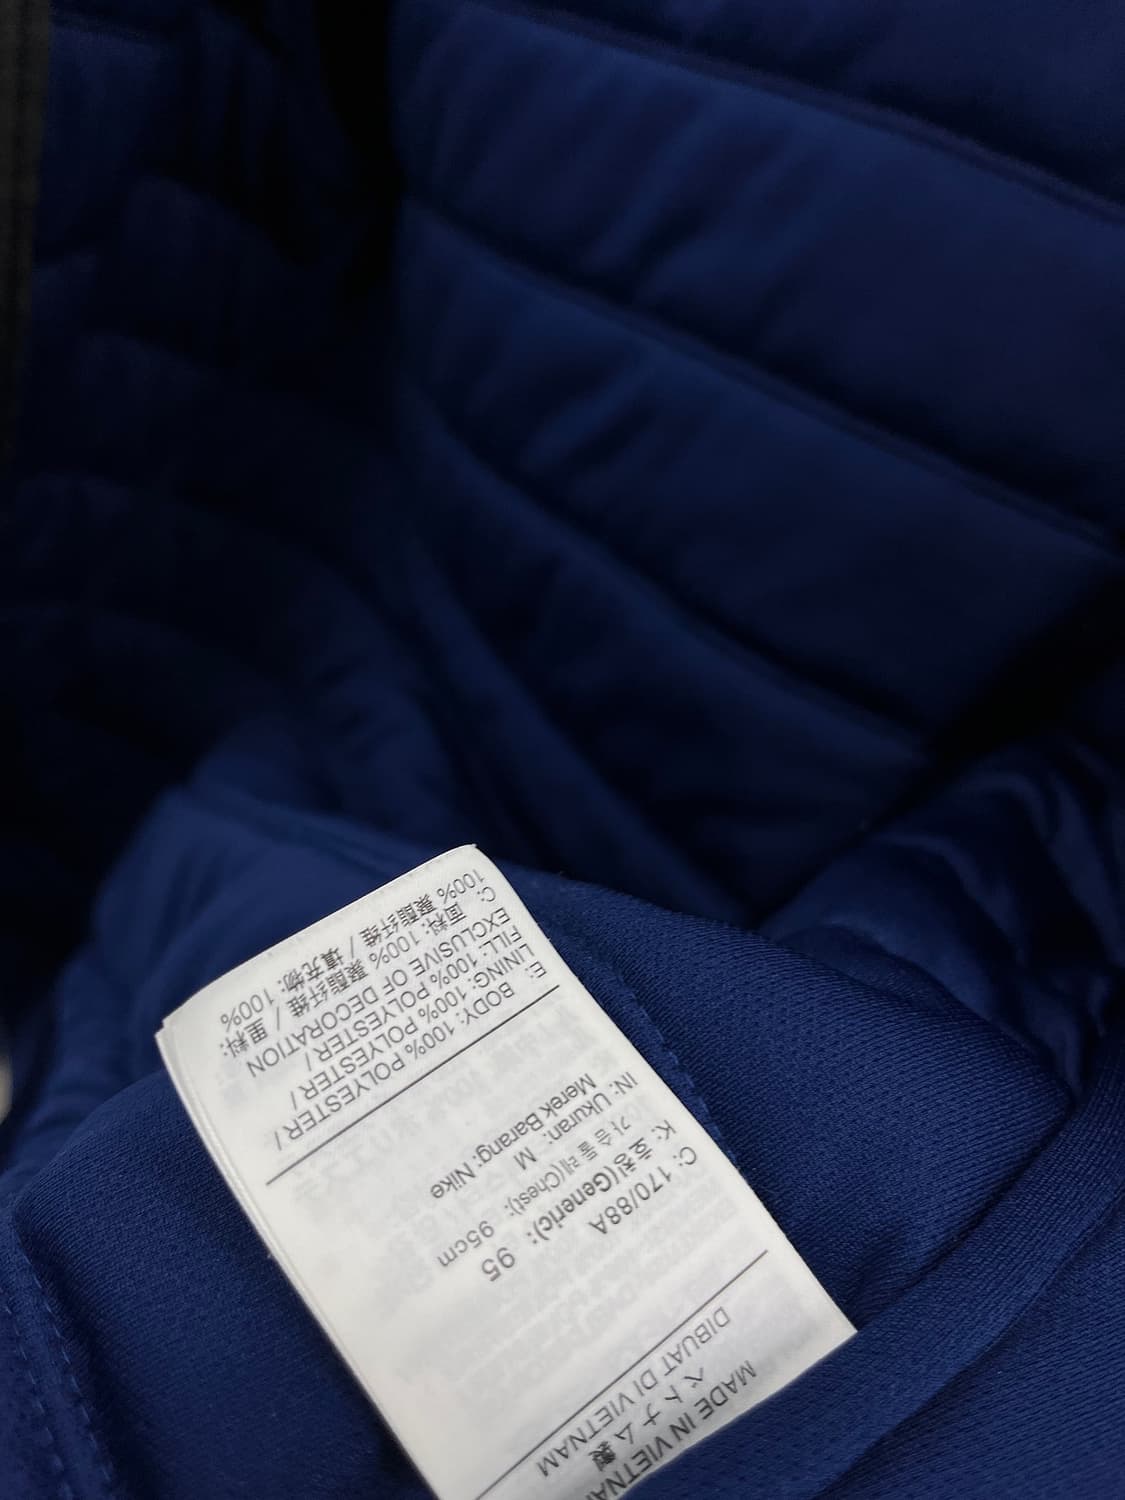 MADE IN VIETNAM
ベトナム製
DIBUAT DI VIETNAM
C: 170/88A
K: 호칭(Generic): 95
가슴둘레(Chest): 95cm
IN: Ukuran: M
Merek Barang: Nike
BODY: 100% POLYESTER /
E: LINING: 100% POLYESTER /
FILL: 100% POLYESTER /
EXCLUSIVE OF DECORATION
C: 面料: 100% 聚酯纤维 / 里料:
100% 聚酯纤维 / 填充物: 100%